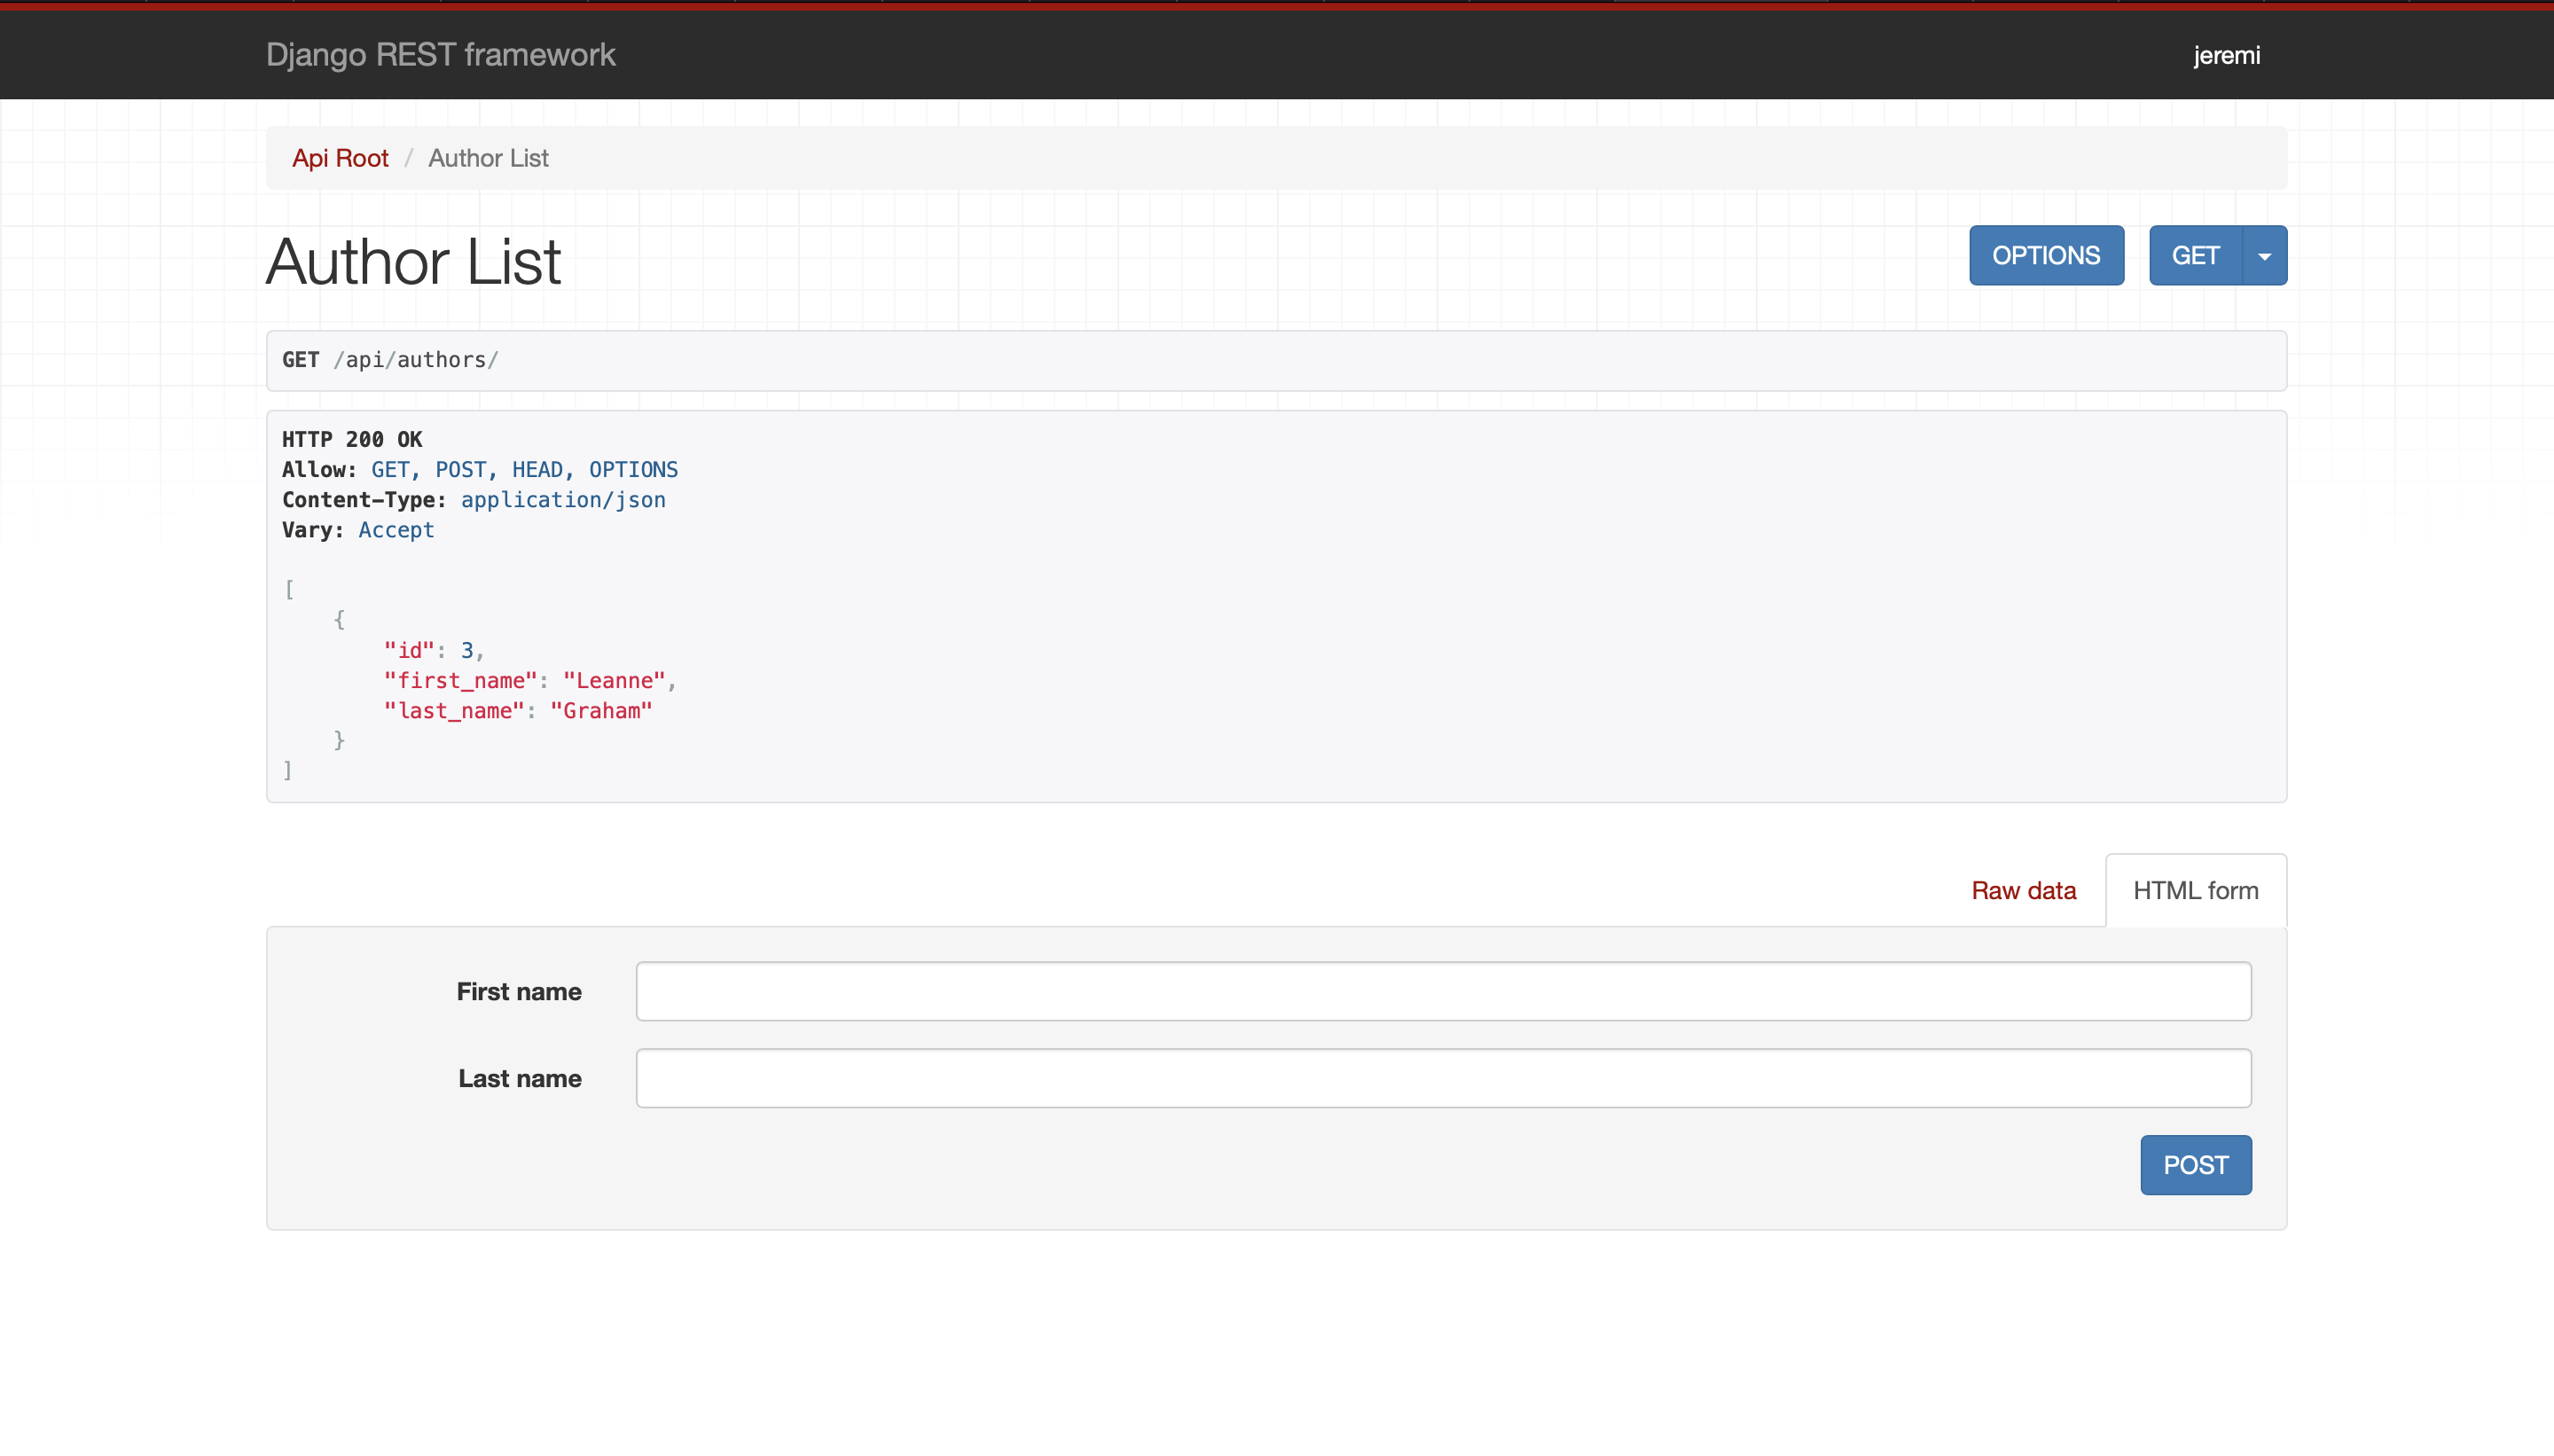 Django REST framework
jeremi
Api Root / Author List
Author List
OPTIONS
GET
GET /api/authors/
HTTP 200 OK
Allow: GET, POST, HEAD, OPTIONS
Content-Type: application/json
Vary: Accept
[
    {
        "id": 3,
        "first_name": "Leanne",
        "last_name": "Graham"
    }
]
Raw data
HTML form
First name
Last name
POST